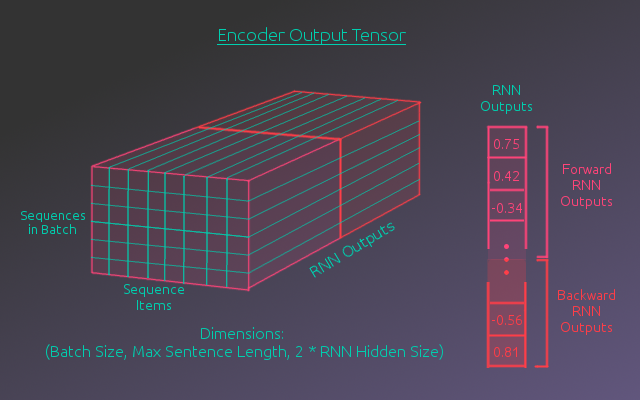 Encoder Output Tensor
RNN
Outputs
0.75
0.42
-0.34
Forward
RNN
Outputs
Sequences
in Batch
RNN Outputs
Sequence
Items
-0.56
0.81
Backward
RNN
Outputs
Dimensions:
(Batch Size, Max Sentence Length, 2 * RNN Hidden Size)